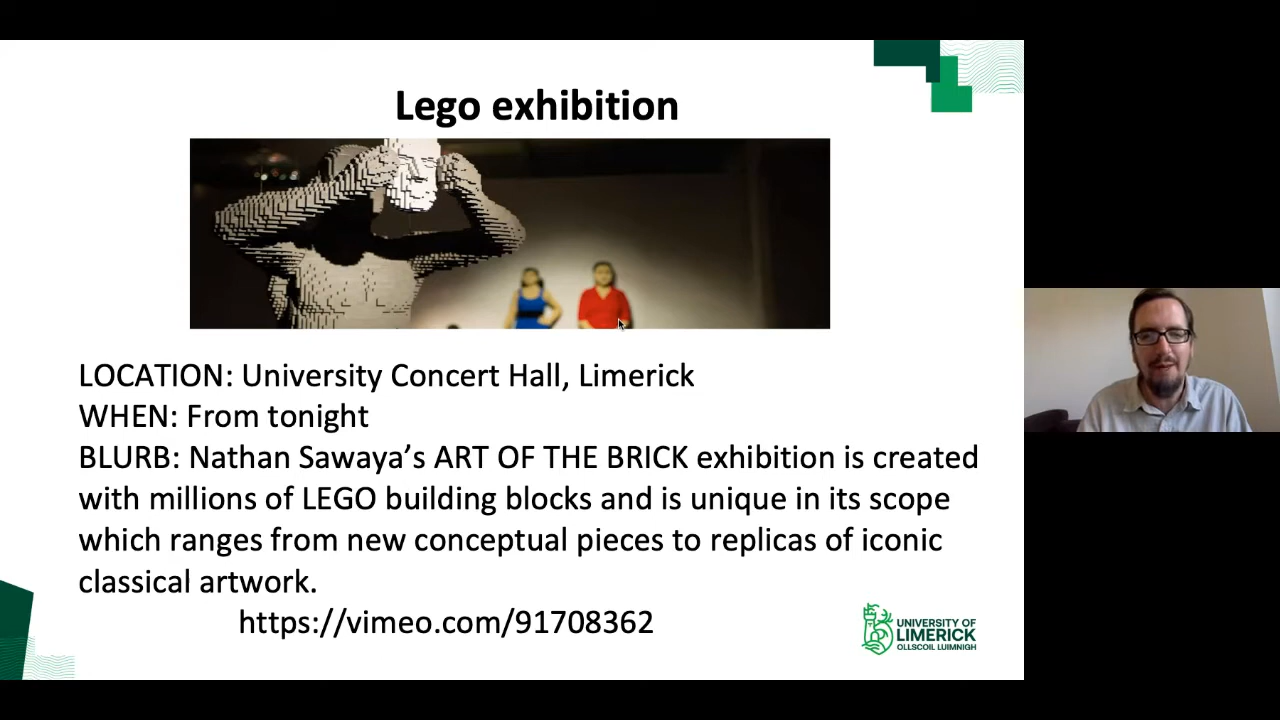 Lego exhibition
LOCATION: University Concert Hall, Limerick
WHEN: From tonight
BLURB: Nathan Sawaya’s ART OF THE BRICK exhibition is created
with millions of LEGO building blocks and is unique in its scope
which ranges from new conceptual pieces to replicas of iconic
classical artwork.
https://vimeo.com/91708362
UNIVERSITY OF
LIMERICK
OLLSCOIL LUIMNIGH